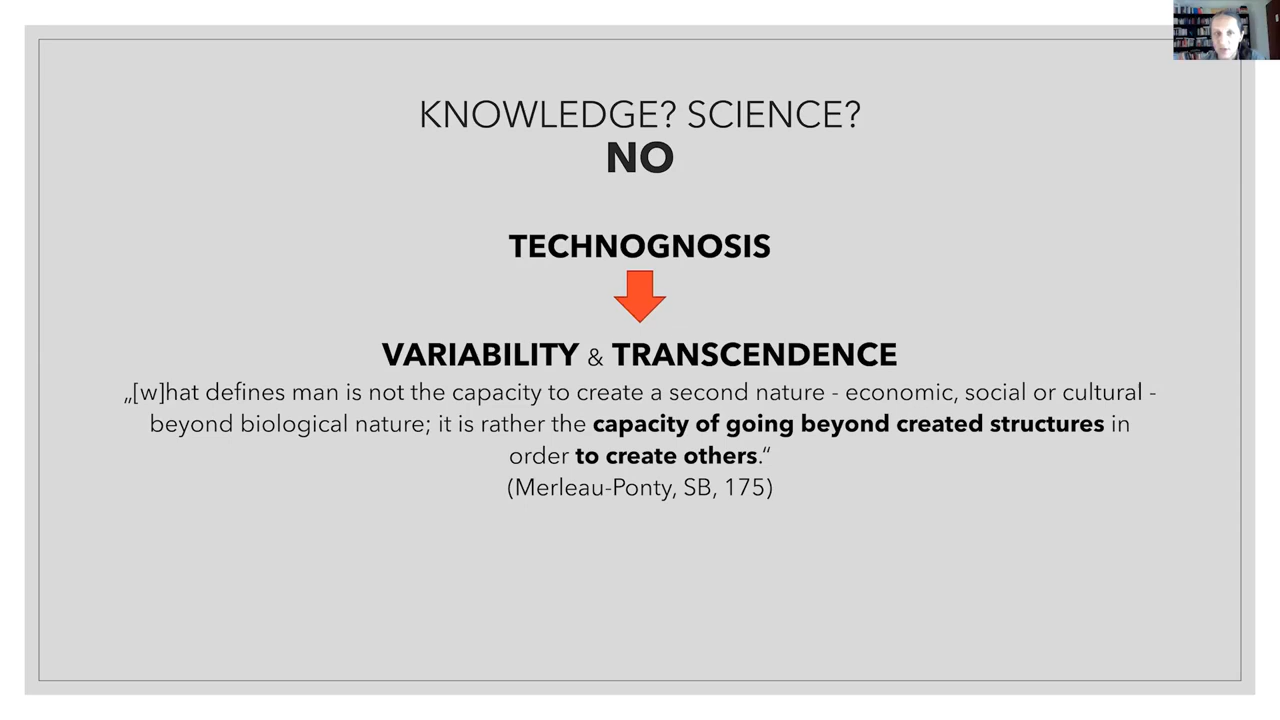 KNOWLEDGE? SCIENCE?
NO
TECHNOGNOSIS
VARIABILITY & TRANSCENDENCE
„[w]hat defines man is not the capacity to create a second nature - economic, social or cultural -
beyond biological nature; it is rather the capacity of going beyond created structures in
order to create others.“
(Merleau-Ponty, SB, 175)